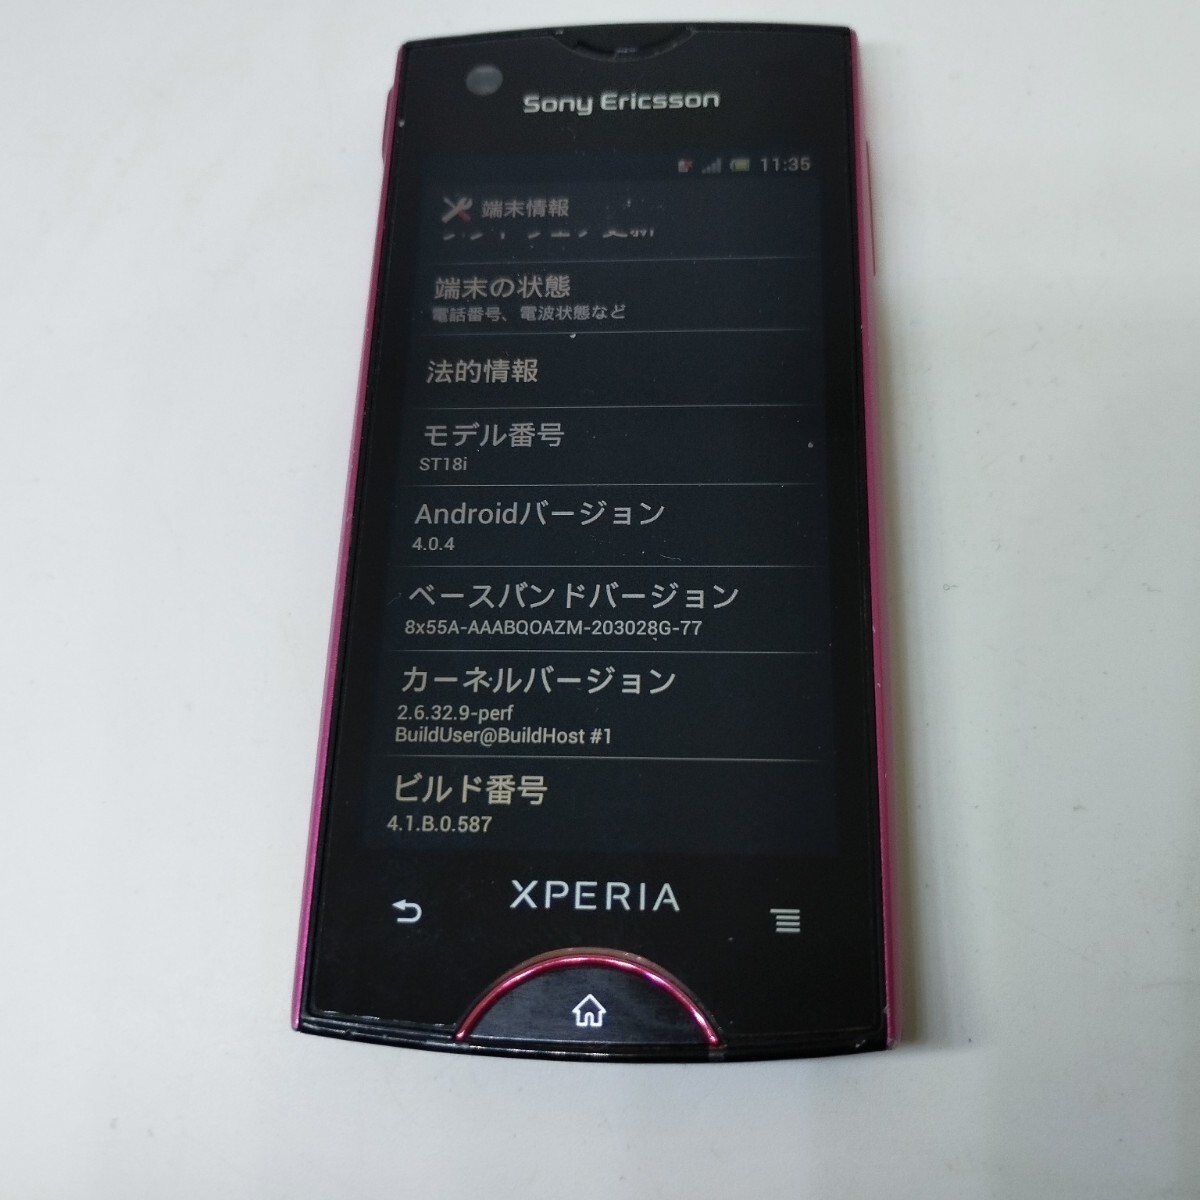 Sony Ericsson
11:35
端末情報
端末の状態
電話番号、電波状態など
法的情報
モデル番号
ST18i
Androidバージョン
4.0.4
ベースバンドバージョン
8x55A-AAABQOAZM-203028G-77
カーネルバージョン
2.6.32.9-perf
BuildUser@BuildHost #1
ビルド番号
4.1.B.0.587
XPERIA